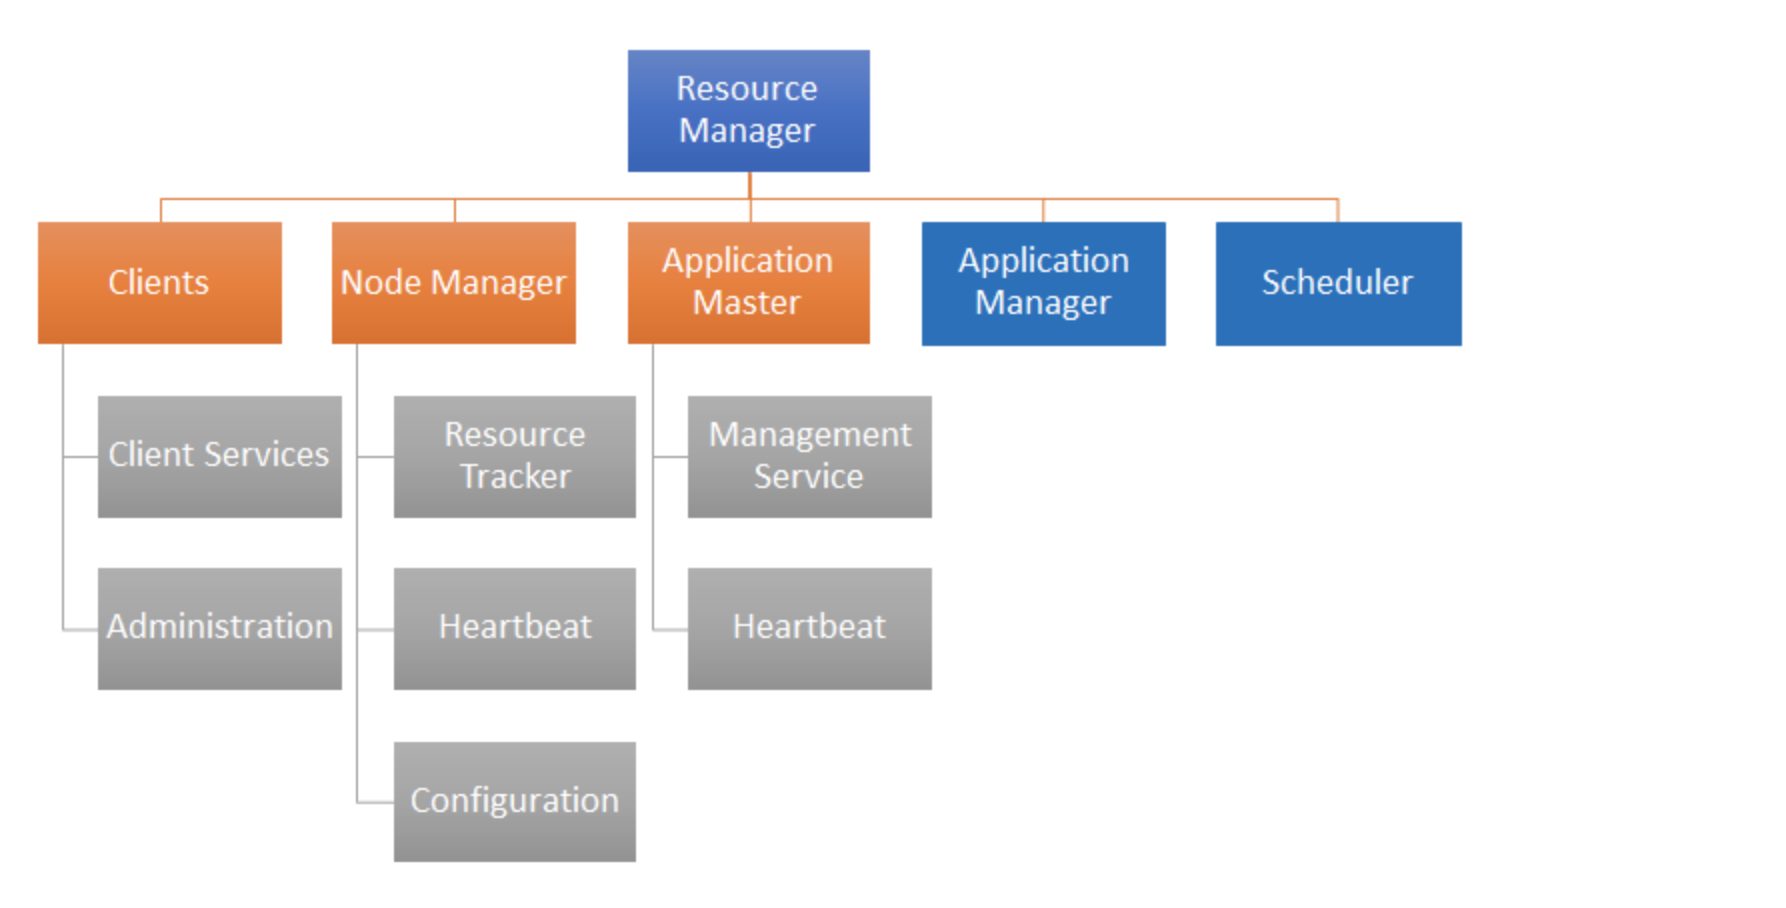 Resource
Manager
Clients
Node Manager
Application
Master
Application
Manager
Scheduler
Client Services
Resource
Tracker
Management
Service
Administration
Heartbeat
Heartbeat
Configuration